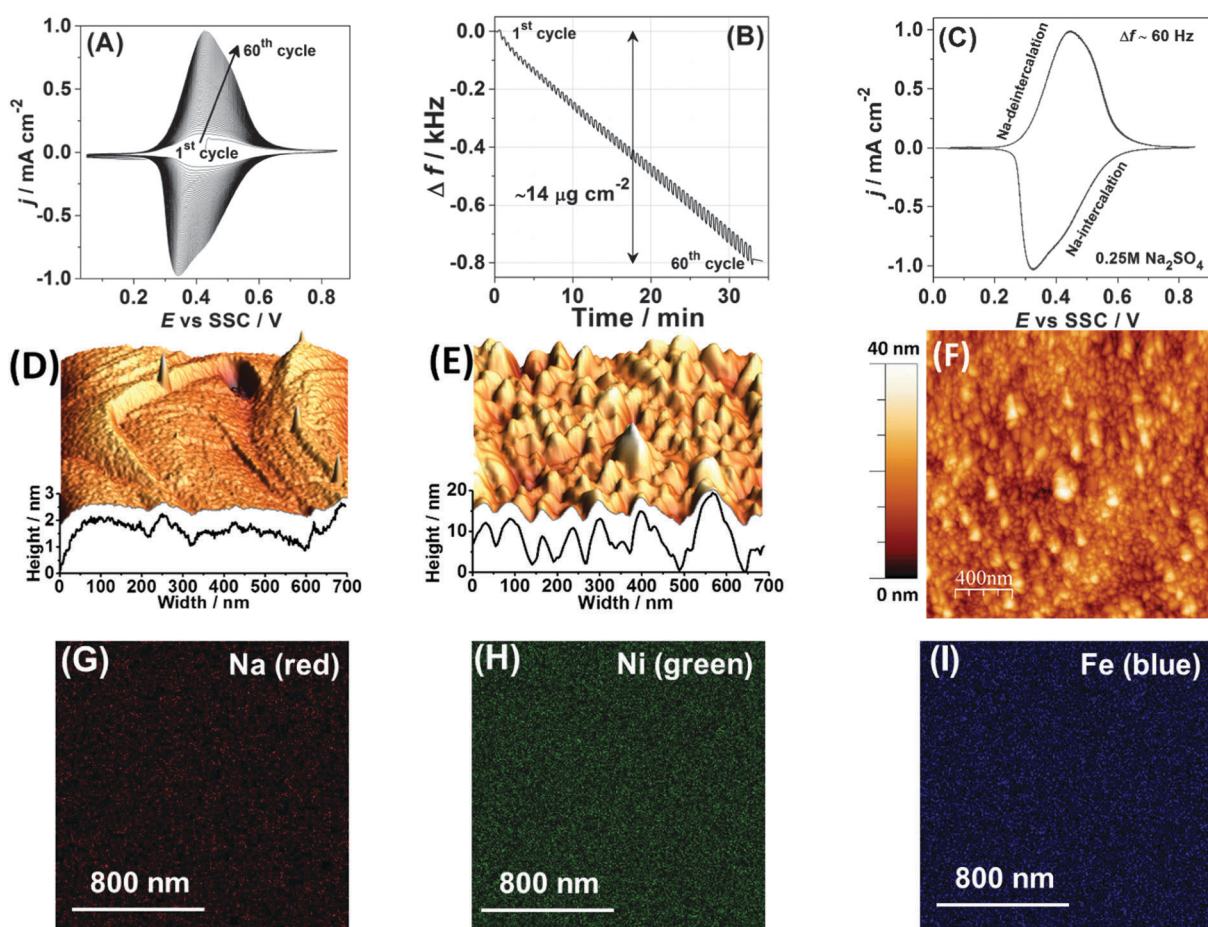 (A)
60th cycle
1st cycle
j / mA cm-2
1.0
0.5
0.0
-0.5
-1.0
0.2 0.4 0.6 0.8
E vs SSC / V
(B)
1st cycle
~14 μg cm-2
60th cycle
Δ f / kHz
0.0
-0.2
-0.4
-0.6
-0.8
0 10 20 30
Time / min
(C)
Δf ~ 60 Hz
Na-deintercalation
Na-intercalation
0.25M Na2SO4
j / mA cm-2
1.0
0.5
0.0
-0.5
-1.0
0.0 0.2 0.4 0.6 0.8
E vs SSC / V
(D)
Height / nm
3
2
1
0
0 100 200 300 400 500 600 700
Width / nm
(E)
Height / nm
20
10
0
0 100 200 300 400 500 600 700
Width / nm
40 nm
0 nm
(F)
400nm
(G) Na (red)
800 nm
(H) Ni (green)
800 nm
(I) Fe (blue)
800 nm